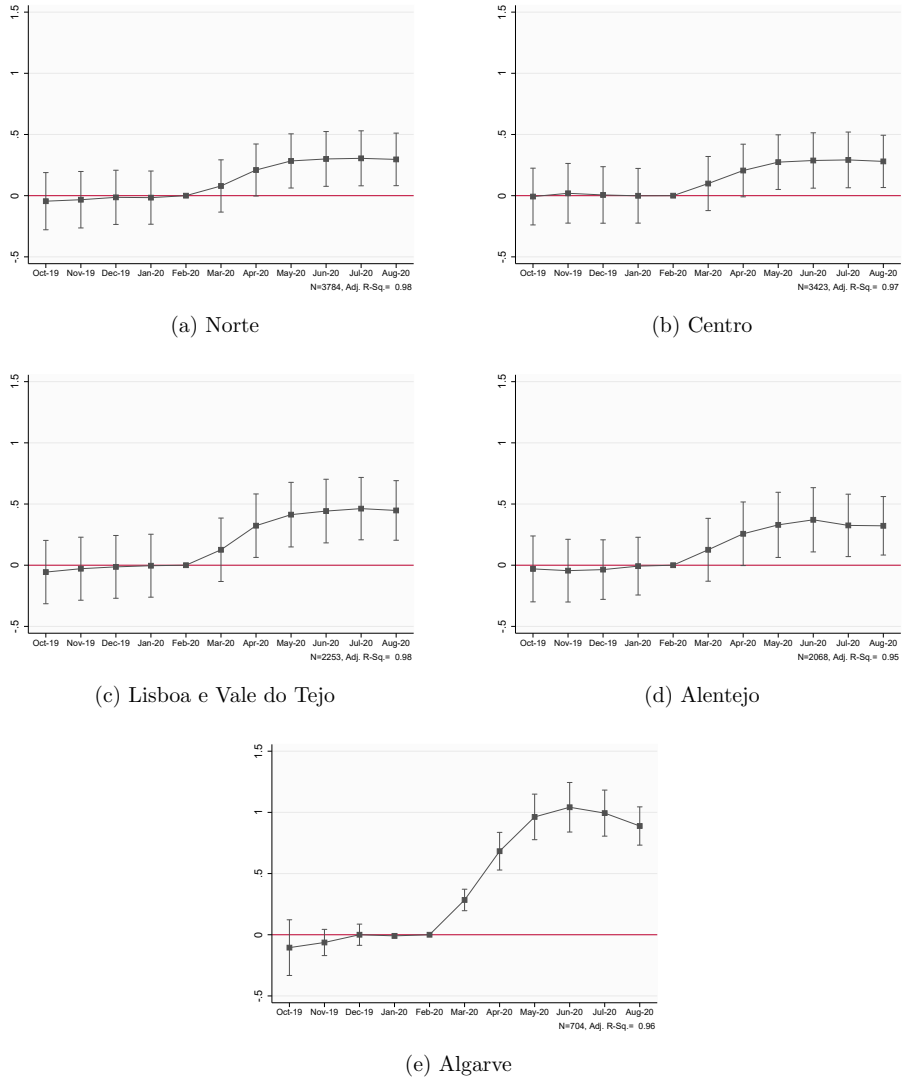 1.5
1
.5
0
-.5
Oct-19 Nov-19 Dec-19 Jan-20 Feb-20 Mar-20 Apr-20 May-20 Jun-20 Jul-20 Aug-20
N=3784, Adj. R-Sq.= 0.98
(a) Norte
1.5
1
.5
0
-.5
Oct-19 Nov-19 Dec-19 Jan-20 Feb-20 Mar-20 Apr-20 May-20 Jun-20 Jul-20 Aug-20
N=3423, Adj. R-Sq.= 0.97
(b) Centro
1.5
1
.5
0
-.5
Oct-19 Nov-19 Dec-19 Jan-20 Feb-20 Mar-20 Apr-20 May-20 Jun-20 Jul-20 Aug-20
N=2253, Adj. R-Sq.= 0.98
(c) Lisboa e Vale do Tejo
1.5
1
.5
0
-.5
Oct-19 Nov-19 Dec-19 Jan-20 Feb-20 Mar-20 Apr-20 May-20 Jun-20 Jul-20 Aug-20
N=2068, Adj. R-Sq.= 0.95
(d) Alentejo
1.5
1
.5
0
-.5
Oct-19 Nov-19 Dec-19 Jan-20 Feb-20 Mar-20 Apr-20 May-20 Jun-20 Jul-20 Aug-20
N=704, Adj. R-Sq.= 0.96
(e) Algarve